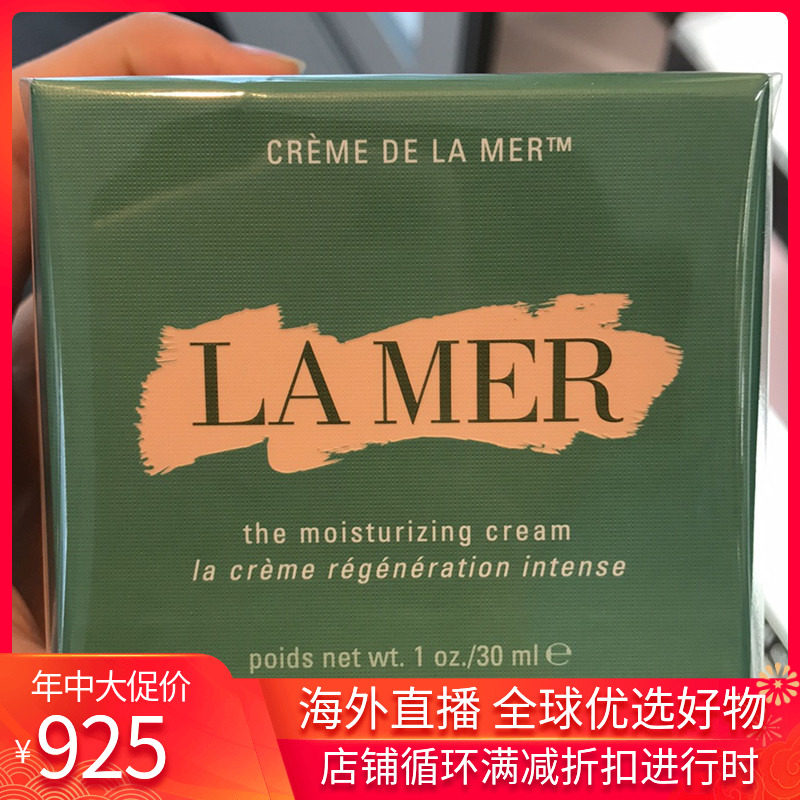 CRÈME DE LA MER™
LA MER
the moisturizing cream
la crème régénération intense
poids net wt. 1 oz./30 ml ℮
年中大促价
¥925
海外直播 全球优选好物
店铺循环满减折扣进行时